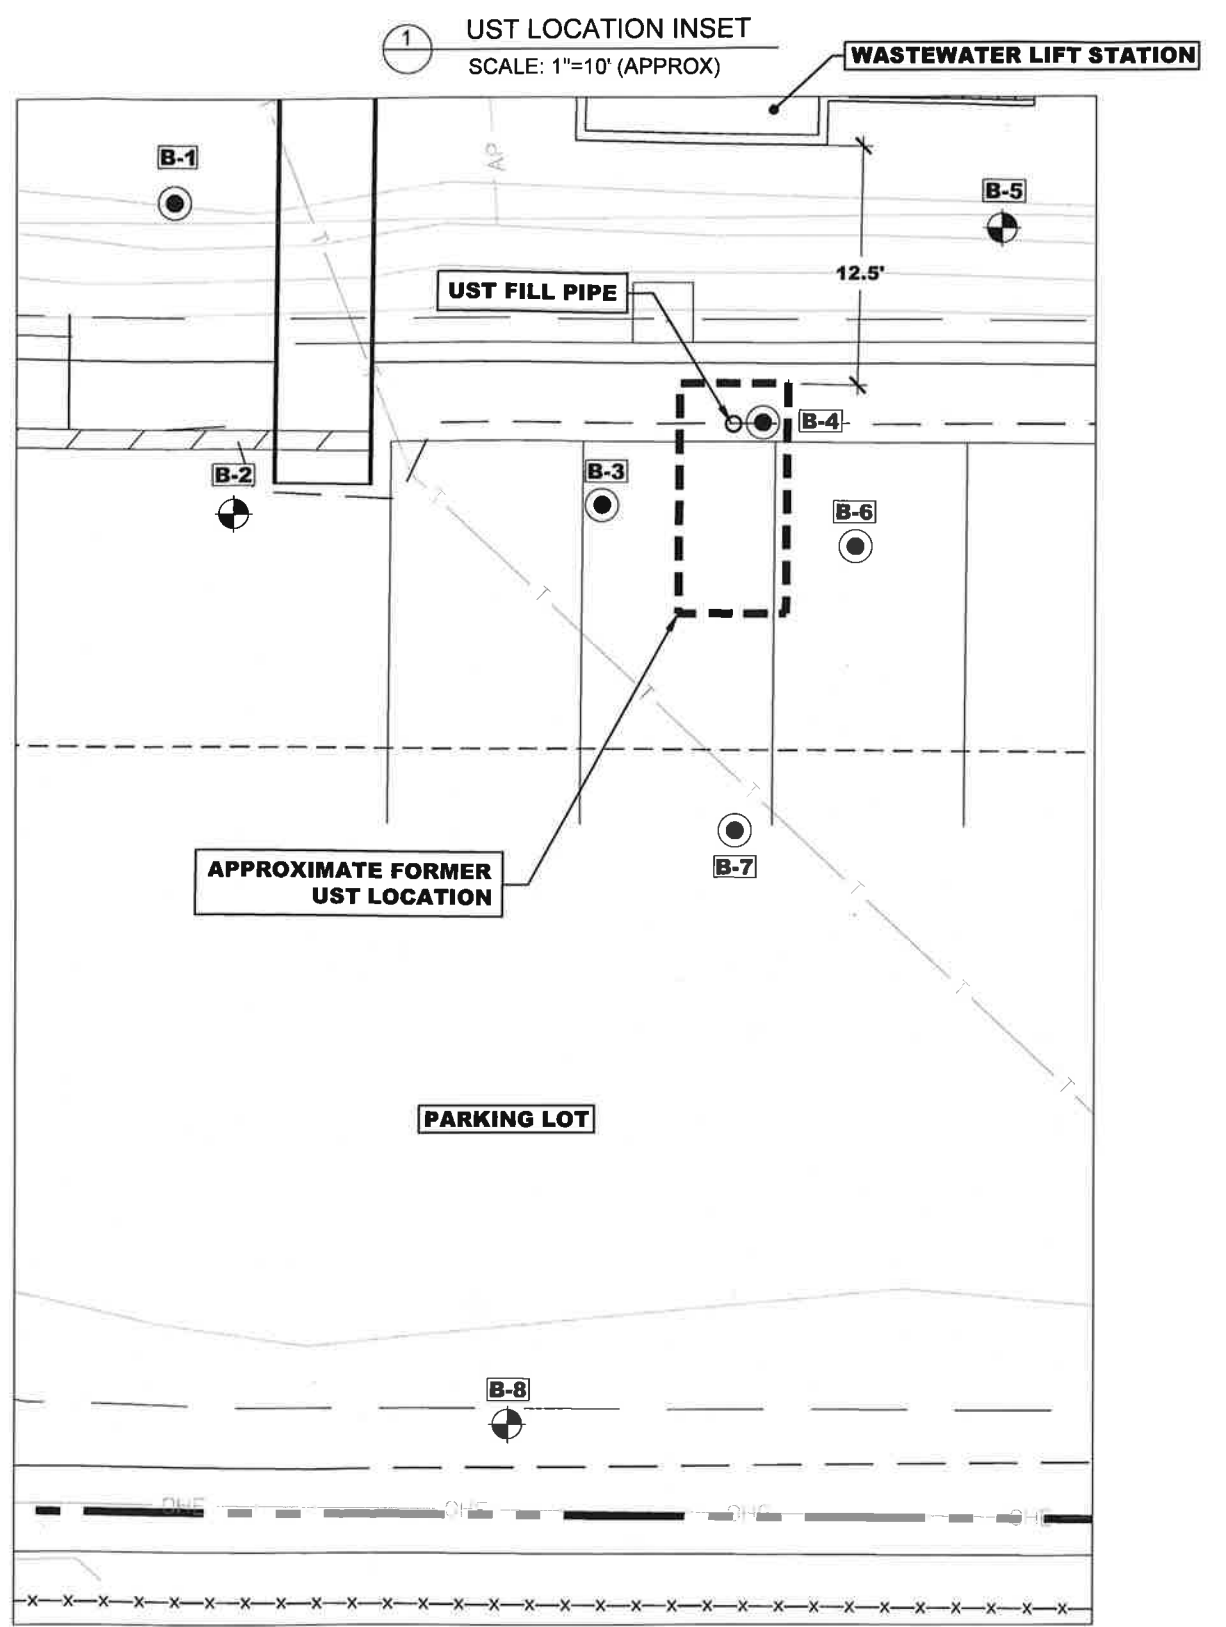 1
UST LOCATION INSET
SCALE: 1"=10' (APPROX)
WASTEWATER LIFT STATION
B-1
AP
B-5
T
12.5'
UST FILL PIPE
B-4
B-2
B-3
B-6
T
T
T
T
B-7
APPROXIMATE FORMER
UST LOCATION
T
T
T
PARKING LOT
B-8
OHE
OHE
OHE
OHE
X X X X X X X X X X X X X X X X X X X X X X X X X X X X X X